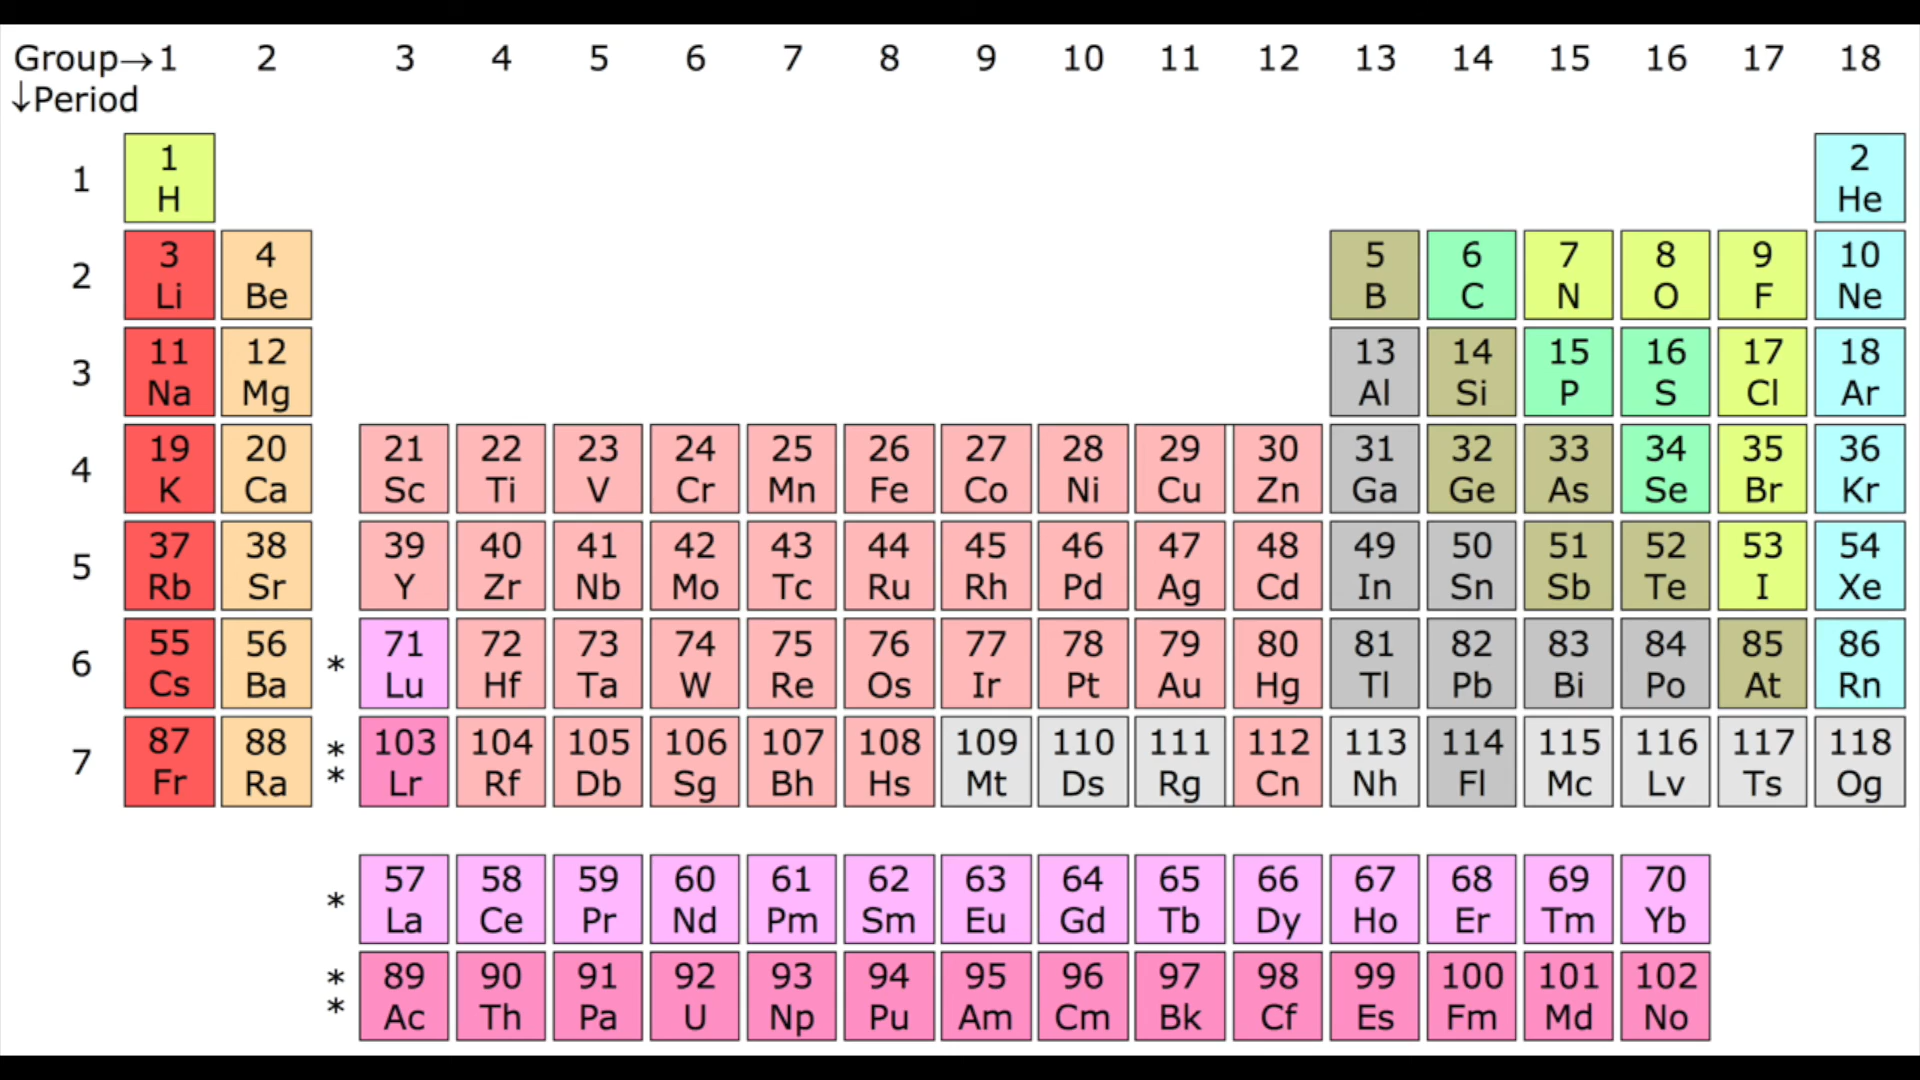 Group→1 2 3 4 5 6 7 8 9 10 11 12 13 14 15 16 17 18
↓Period
1 2
1 H He
3 4 5 6 7 8 9 10
2 Li Be B C N O F Ne
11 12 13 14 15 16 17 18
3 Na Mg Al Si P S Cl Ar
19 20 21 22 23 24 25 26 27 28 29 30 31 32 33 34 35 36
4 K Ca Sc Ti V Cr Mn Fe Co Ni Cu Zn Ga Ge As Se Br Kr
37 38 39 40 41 42 43 44 45 46 47 48 49 50 51 52 53 54
5 Rb Sr Y Zr Nb Mo Tc Ru Rh Pd Ag Cd In Sn Sb Te I Xe
55 56 71 72 73 74 75 76 77 78 79 80 81 82 83 84 85 86
6 Cs Ba * Lu Hf Ta W Re Os Ir Pt Au Hg Tl Pb Bi Po At Rn
87 88 * 103 104 105 106 107 108 109 110 111 112 113 114 115 116 117 118
7 Fr Ra * Lr Rf Db Sg Bh Hs Mt Ds Rg Cn Nh Fl Mc Lv Ts Og
57 58 59 60 61 62 63 64 65 66 67 68 69 70
* La Ce Pr Nd Pm Sm Eu Gd Tb Dy Ho Er Tm Yb
* 89 90 91 92 93 94 95 96 97 98 99 100 101 102
* Ac Th Pa U Np Pu Am Cm Bk Cf Es Fm Md No